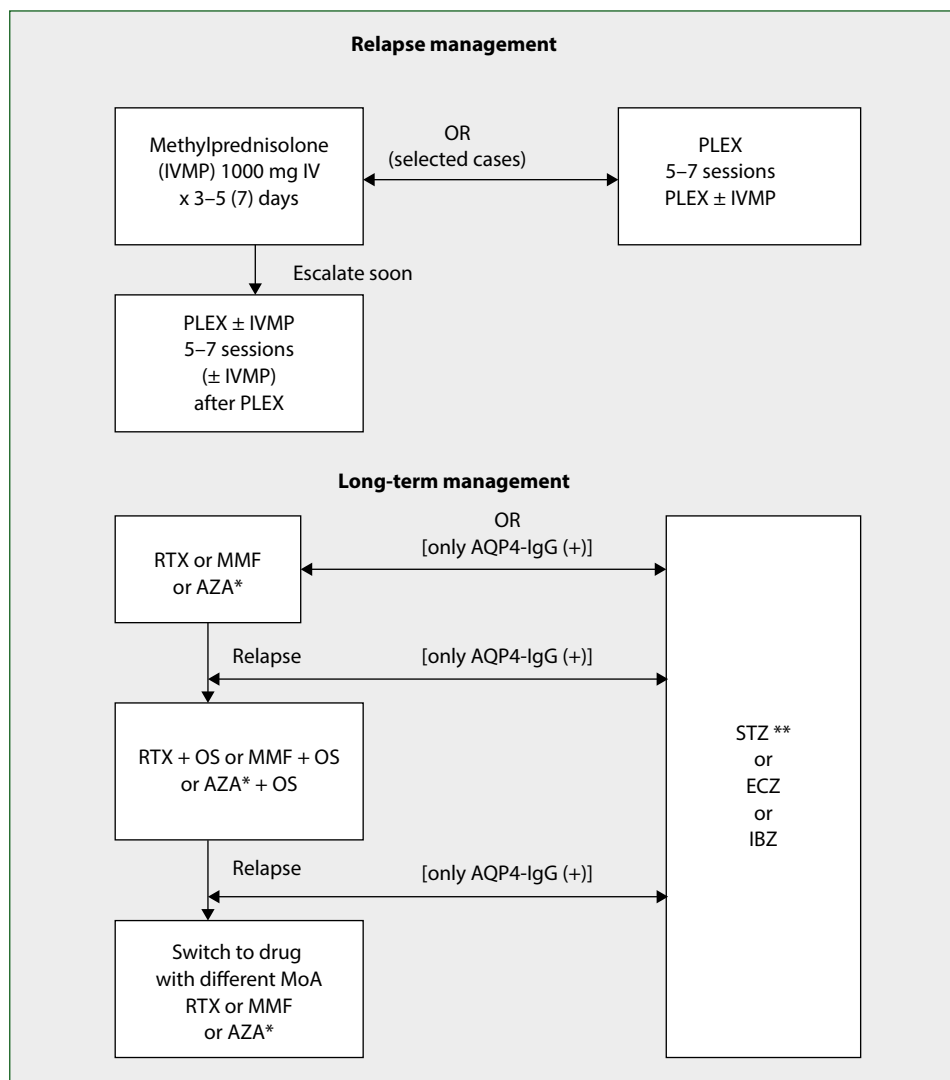 Relapse management
Methylprednisolone
(IVMP) 1000 mg IV
x 3–5 (7) days
OR
(selected cases)
PLEX
5–7 sessions
PLEX ± IVMP
Escalate soon
PLEX ± IVMP
5–7 sessions
(± IVMP)
after PLEX
Long-term management
RTX or MMF
or AZA*
OR
[only AQP4-IgG (+)]
Relapse
[only AQP4-IgG (+)]
RTX + OS or MMF + OS
or AZA* + OS
STZ **
or
ECZ
or
IBZ
Relapse
[only AQP4-IgG (+)]
Switch to drug
with different MoA
RTX or MMF
or AZA*